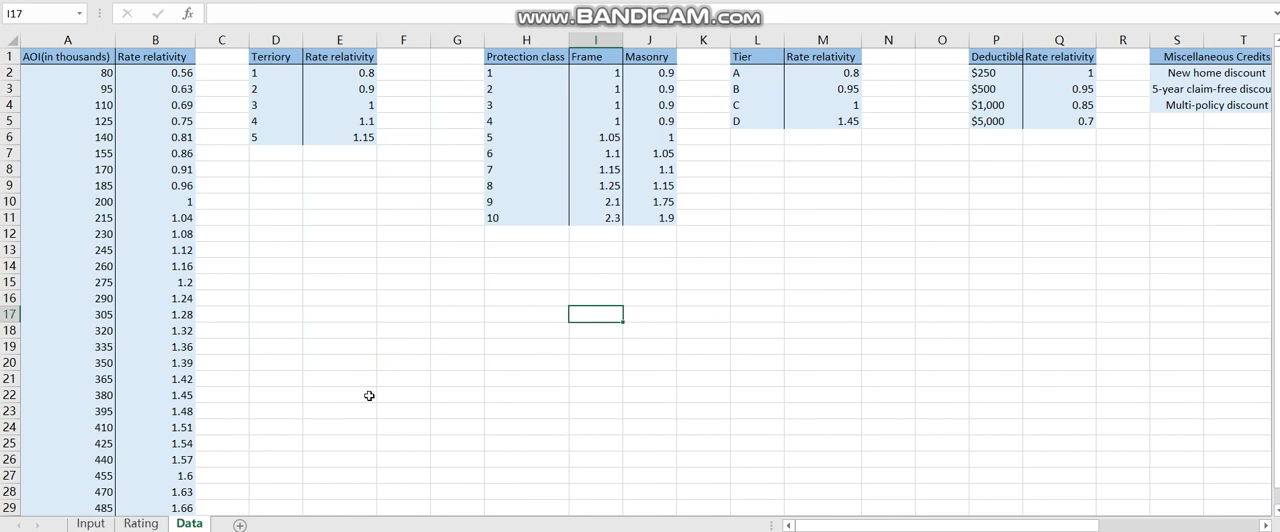 www.BANDICAM.com
I17
fx
A B C D E F G H I J K L M N O P Q R S T
1 AOI(in thousands) Rate relativity Terriory Rate relativity Protection class Frame Masonry Tier Rate relativity Deductible Rate relativity Miscellaneous Credits
2 80 0.56 1 0.8 1 1 0.9 A 0.8 $250 1 New home discount
3 95 0.63 2 0.9 2 1 0.9 B 0.95 $500 0.95 5-year claim-free discou
4 110 0.69 3 1 3 1 0.9 C 1 $1,000 0.85 Multi-policy discount
5 125 0.75 4 1.1 4 1 0.9 D 1.45 $5,000 0.7
6 140 0.81 5 1.15 5 1.05 1
7 155 0.86 6 1.1 1.05
8 170 0.91 7 1.15 1.1
9 185 0.96 8 1.25 1.15
10 200 1 9 2.1 1.75
11 215 1.04 10 2.3 1.9
12 230 1.08
13 245 1.12
14 260 1.16
15 275 1.2
16 290 1.24
17 305 1.28
18 320 1.32
19 335 1.36
20 350 1.39
21 365 1.42
22 380 1.45
23 395 1.48
24 410 1.51
25 425 1.54
26 440 1.57
27 455 1.6
28 470 1.63
29 485 1.66
Input Rating Data